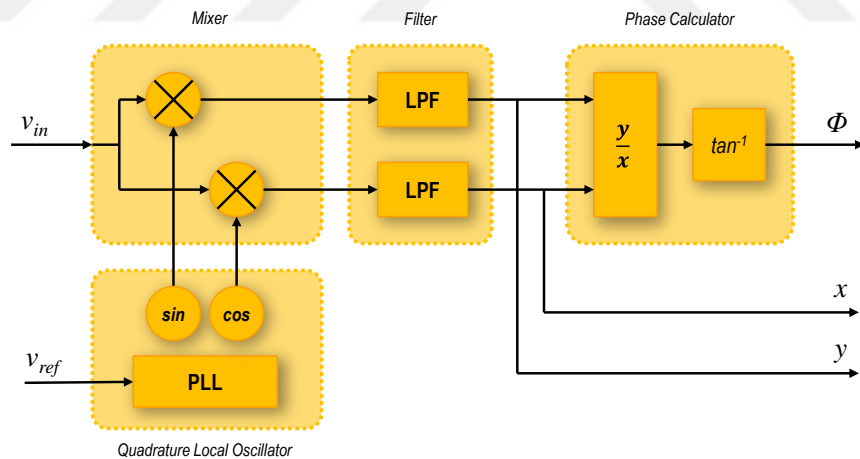 Mixer
Filter
Phase Calculator
v_in
LPF
LPF
y
x
tan⁻¹
Φ
sin
cos
x
v_ref
PLL
y
Quadrature Local Oscillator